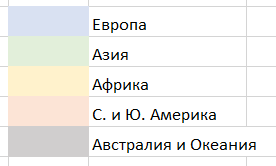 Европа
Азия
Африка
С. и Ю. Америка
Австралия и Океания